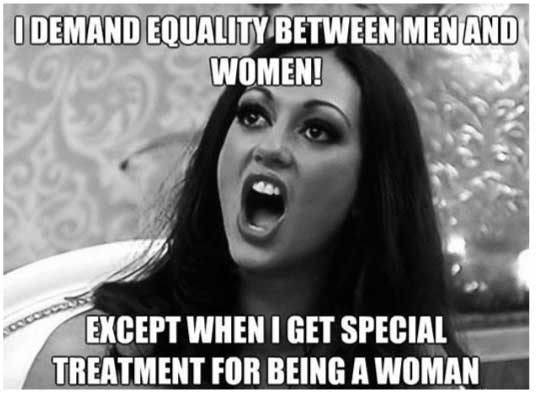 I DEMAND EQUALITY BETWEEN MEN AND
WOMEN!
EXCEPT WHEN I GET SPECIAL
TREATMENT FOR BEING A WOMAN